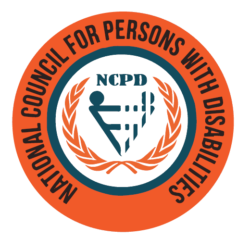 NATIONAL COUNCIL FOR PERSONS WITH DISABILITIES
NCPD